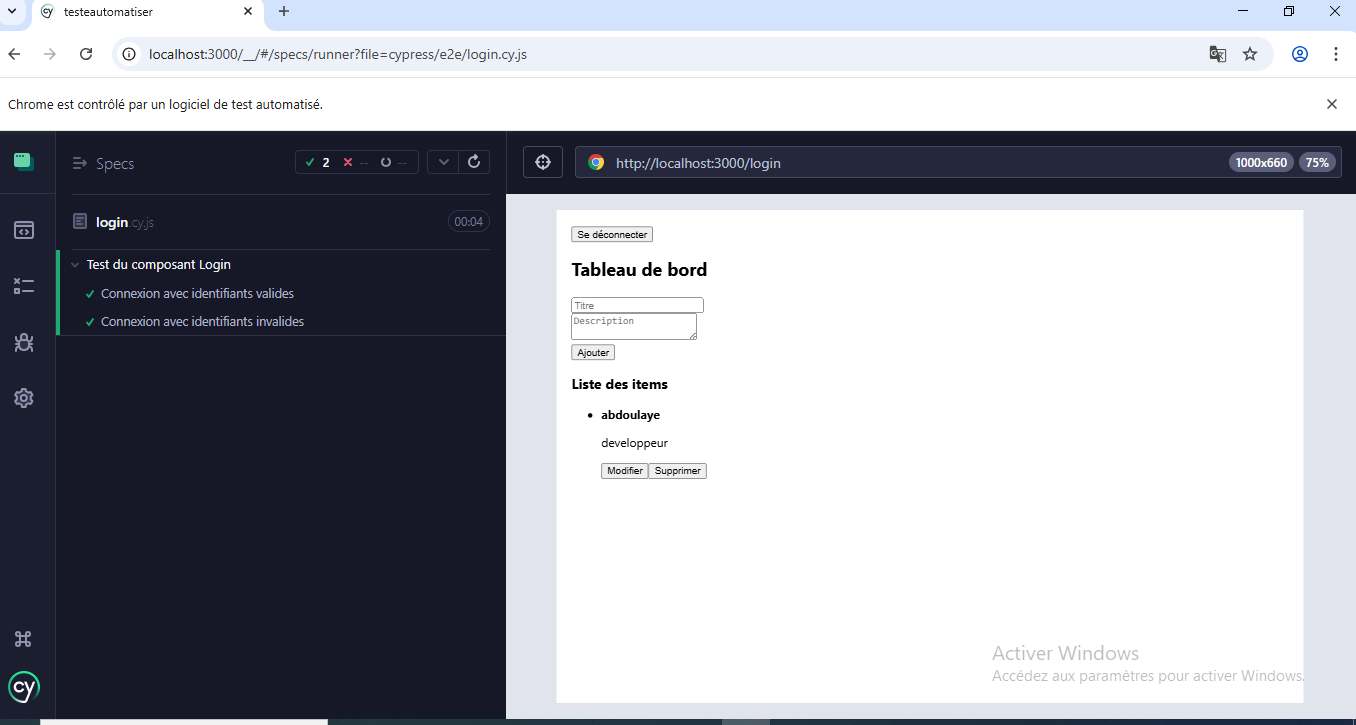 testeautomatiser
localhost:3000/__/#/specs/runner?file=cypress/e2e/login.cy.js
Chrome est contrôlé par un logiciel de test automatisé.
Specs
2 -- --
http://localhost:3000/login
1000x660 75%
login.cy.js
00:04
Test du composant Login
Connexion avec identifiants valides
Connexion avec identifiants invalides
Se déconnecter
Tableau de bord
Titre
Description
Ajouter
Liste des items
abdoulaye
developpeur
Modifier Supprimer
Activer Windows
Accédez aux paramètres pour activer Windows.
cy